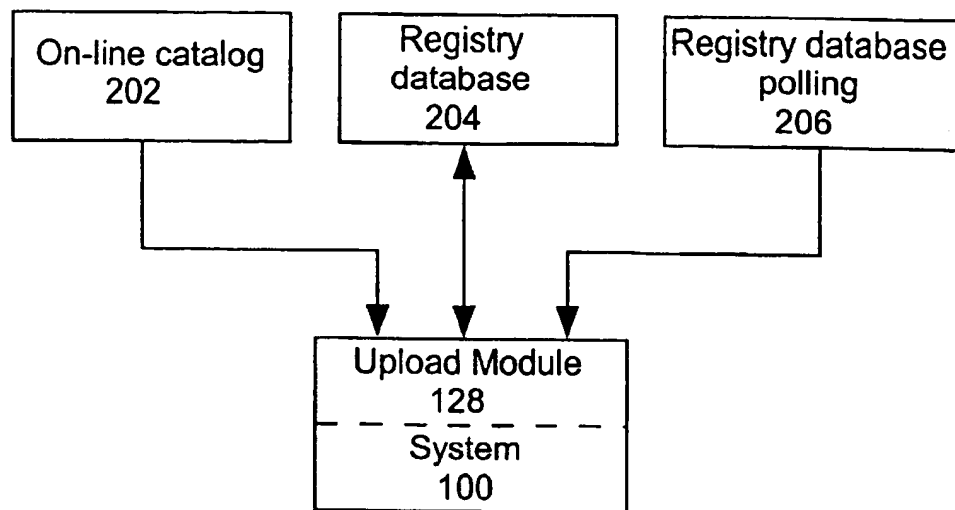 On-line catalog
202
Registry
database
204
Registry database
polling
206
Upload Module
128
System
100